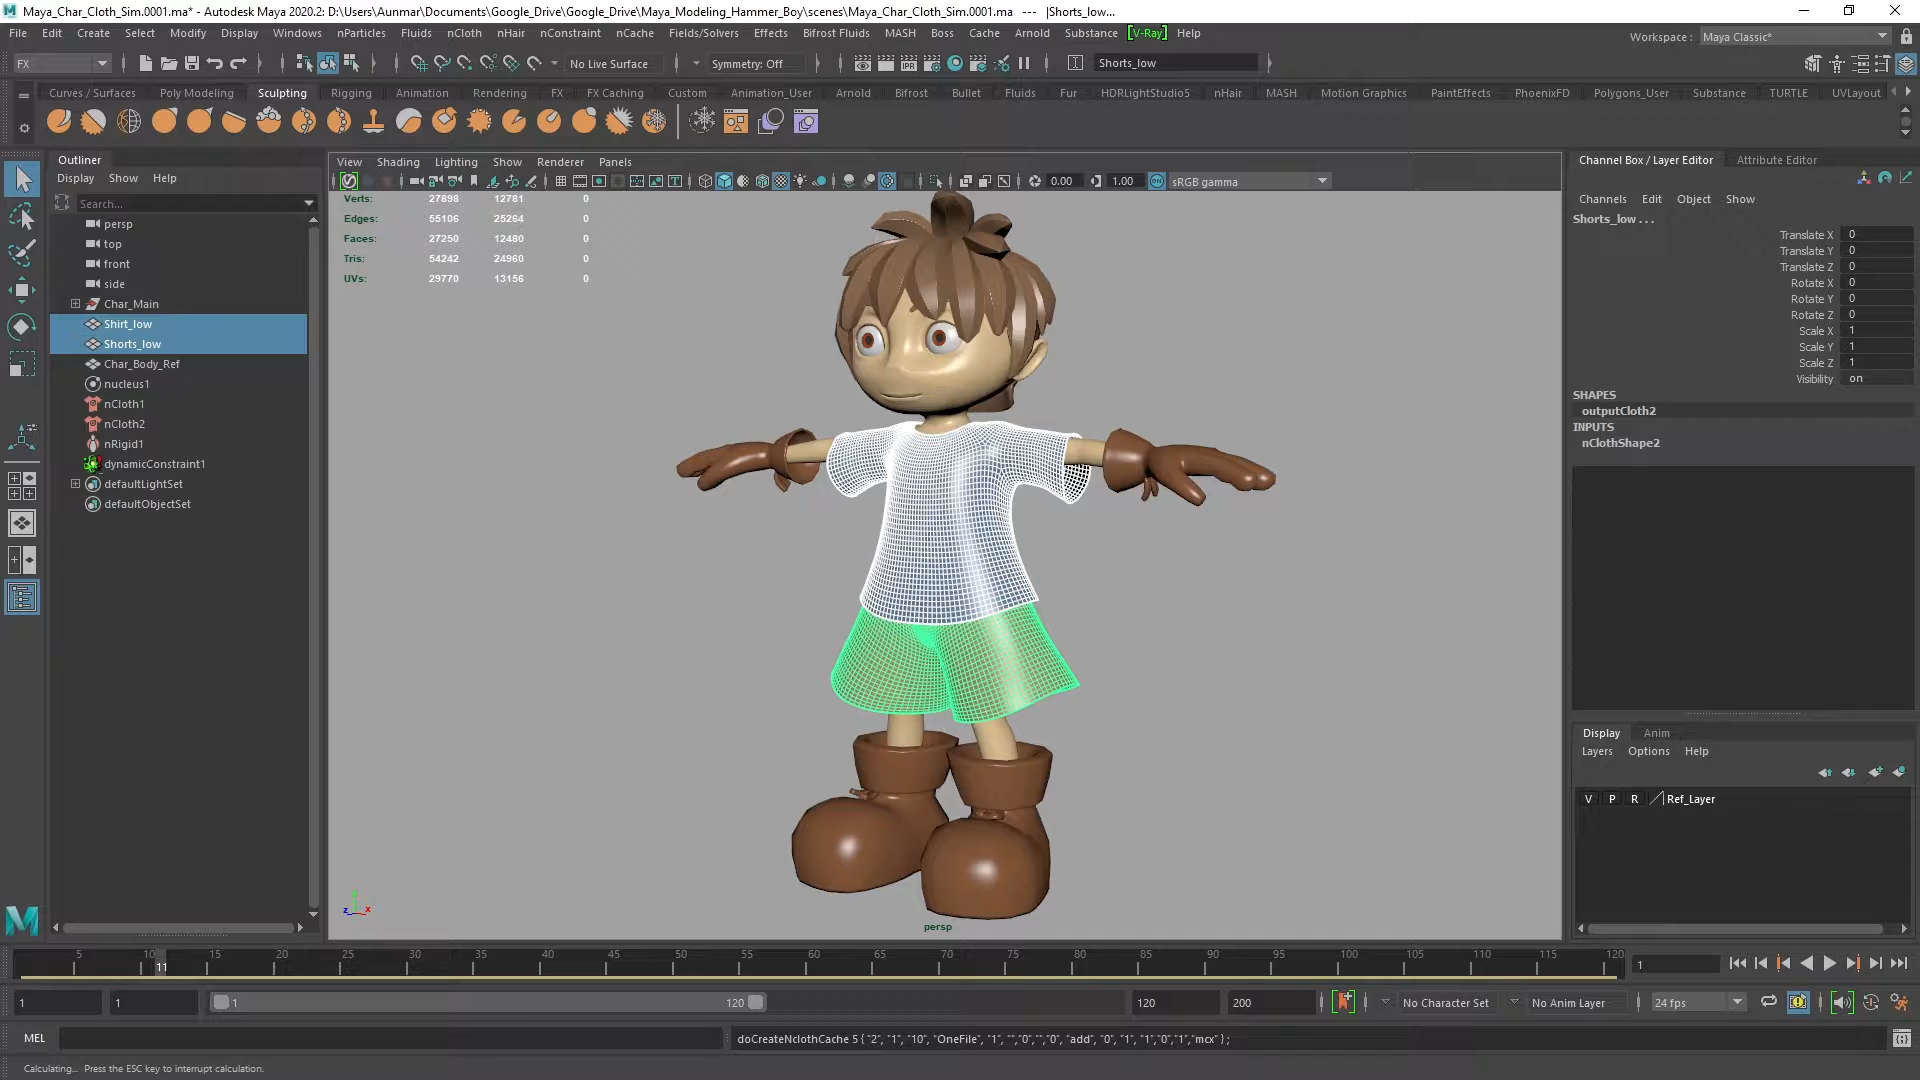 Maya_Char_Cloth_Sim.0001.ma* - Autodesk Maya 2020.2: D:\Users\Aunmar\Documents\Google_Drive\Google_Drive\Maya_Modeling_Hammer_Boy\scenes\Maya_Char_Cloth_Sim.0001.ma --- |Shorts_low...
File Edit Create Select Modify Display Windows nParticles Fluids nCloth nHair nConstraint nCache Fields/Solvers Effects Bifrost Fluids MASH Boss Cache Arnold Substance [V-Ray] Help
Workspace : Maya Classic*
FX No Live Surface Symmetry: Off Shorts_low
Curves / Surfaces Poly Modeling Sculpting Rigging Animation Rendering FX FX Caching Custom Animation_User Arnold Bifrost Bullet Fluids Fur HDRLightStudio5 nHair MASH Motion Graphics PaintEffects PhoenixFD Polygons_User Substance TURTLE UVLayout
Outliner
Display Show Help
Search...
persp
top
front
side
Char_Main
Shirt_low
Shorts_low
Char_Body_Ref
nucleus1
nCloth1
nCloth2
nRigid1
dynamicConstraint1
defaultLightSet
defaultObjectSet
View Shading Lighting Show Renderer Panels
0.00 1.00 ON sRGB gamma
Verts: 27898 12781 0
Edges: 55106 25264 0
Faces: 27250 12480 0
Tris: 54242 24960 0
UVs: 29770 13156 0
z x
persp
Channel Box / Layer Editor Attribute Editor
Channels Edit Object Show
Shorts_low . . .
Translate X 0
Translate Y 0
Translate Z 0
Rotate X 0
Rotate Y 0
Rotate Z 0
Scale X 1
Scale Y 1
Scale Z 1
Visibility on
SHAPES
outputCloth2
INPUTS
nClothShape2
Display Anim
Layers Options Help
V P R Ref_Layer
5 10 15 20 25 30 35 40 45 50 55 60 65 70 75 80 85 90 95 100 105 110 115 120
11
1
1 1 1 120 120 200 No Character Set No Anim Layer 24 fps
MEL doCreateNclothCache 5 { "2", "1", "10", "OneFile", "1", "","0","","0", "add", "0", "1", "1","0","1","mcx" } ;
Calculating... Press the ESC key to interrupt calculation.